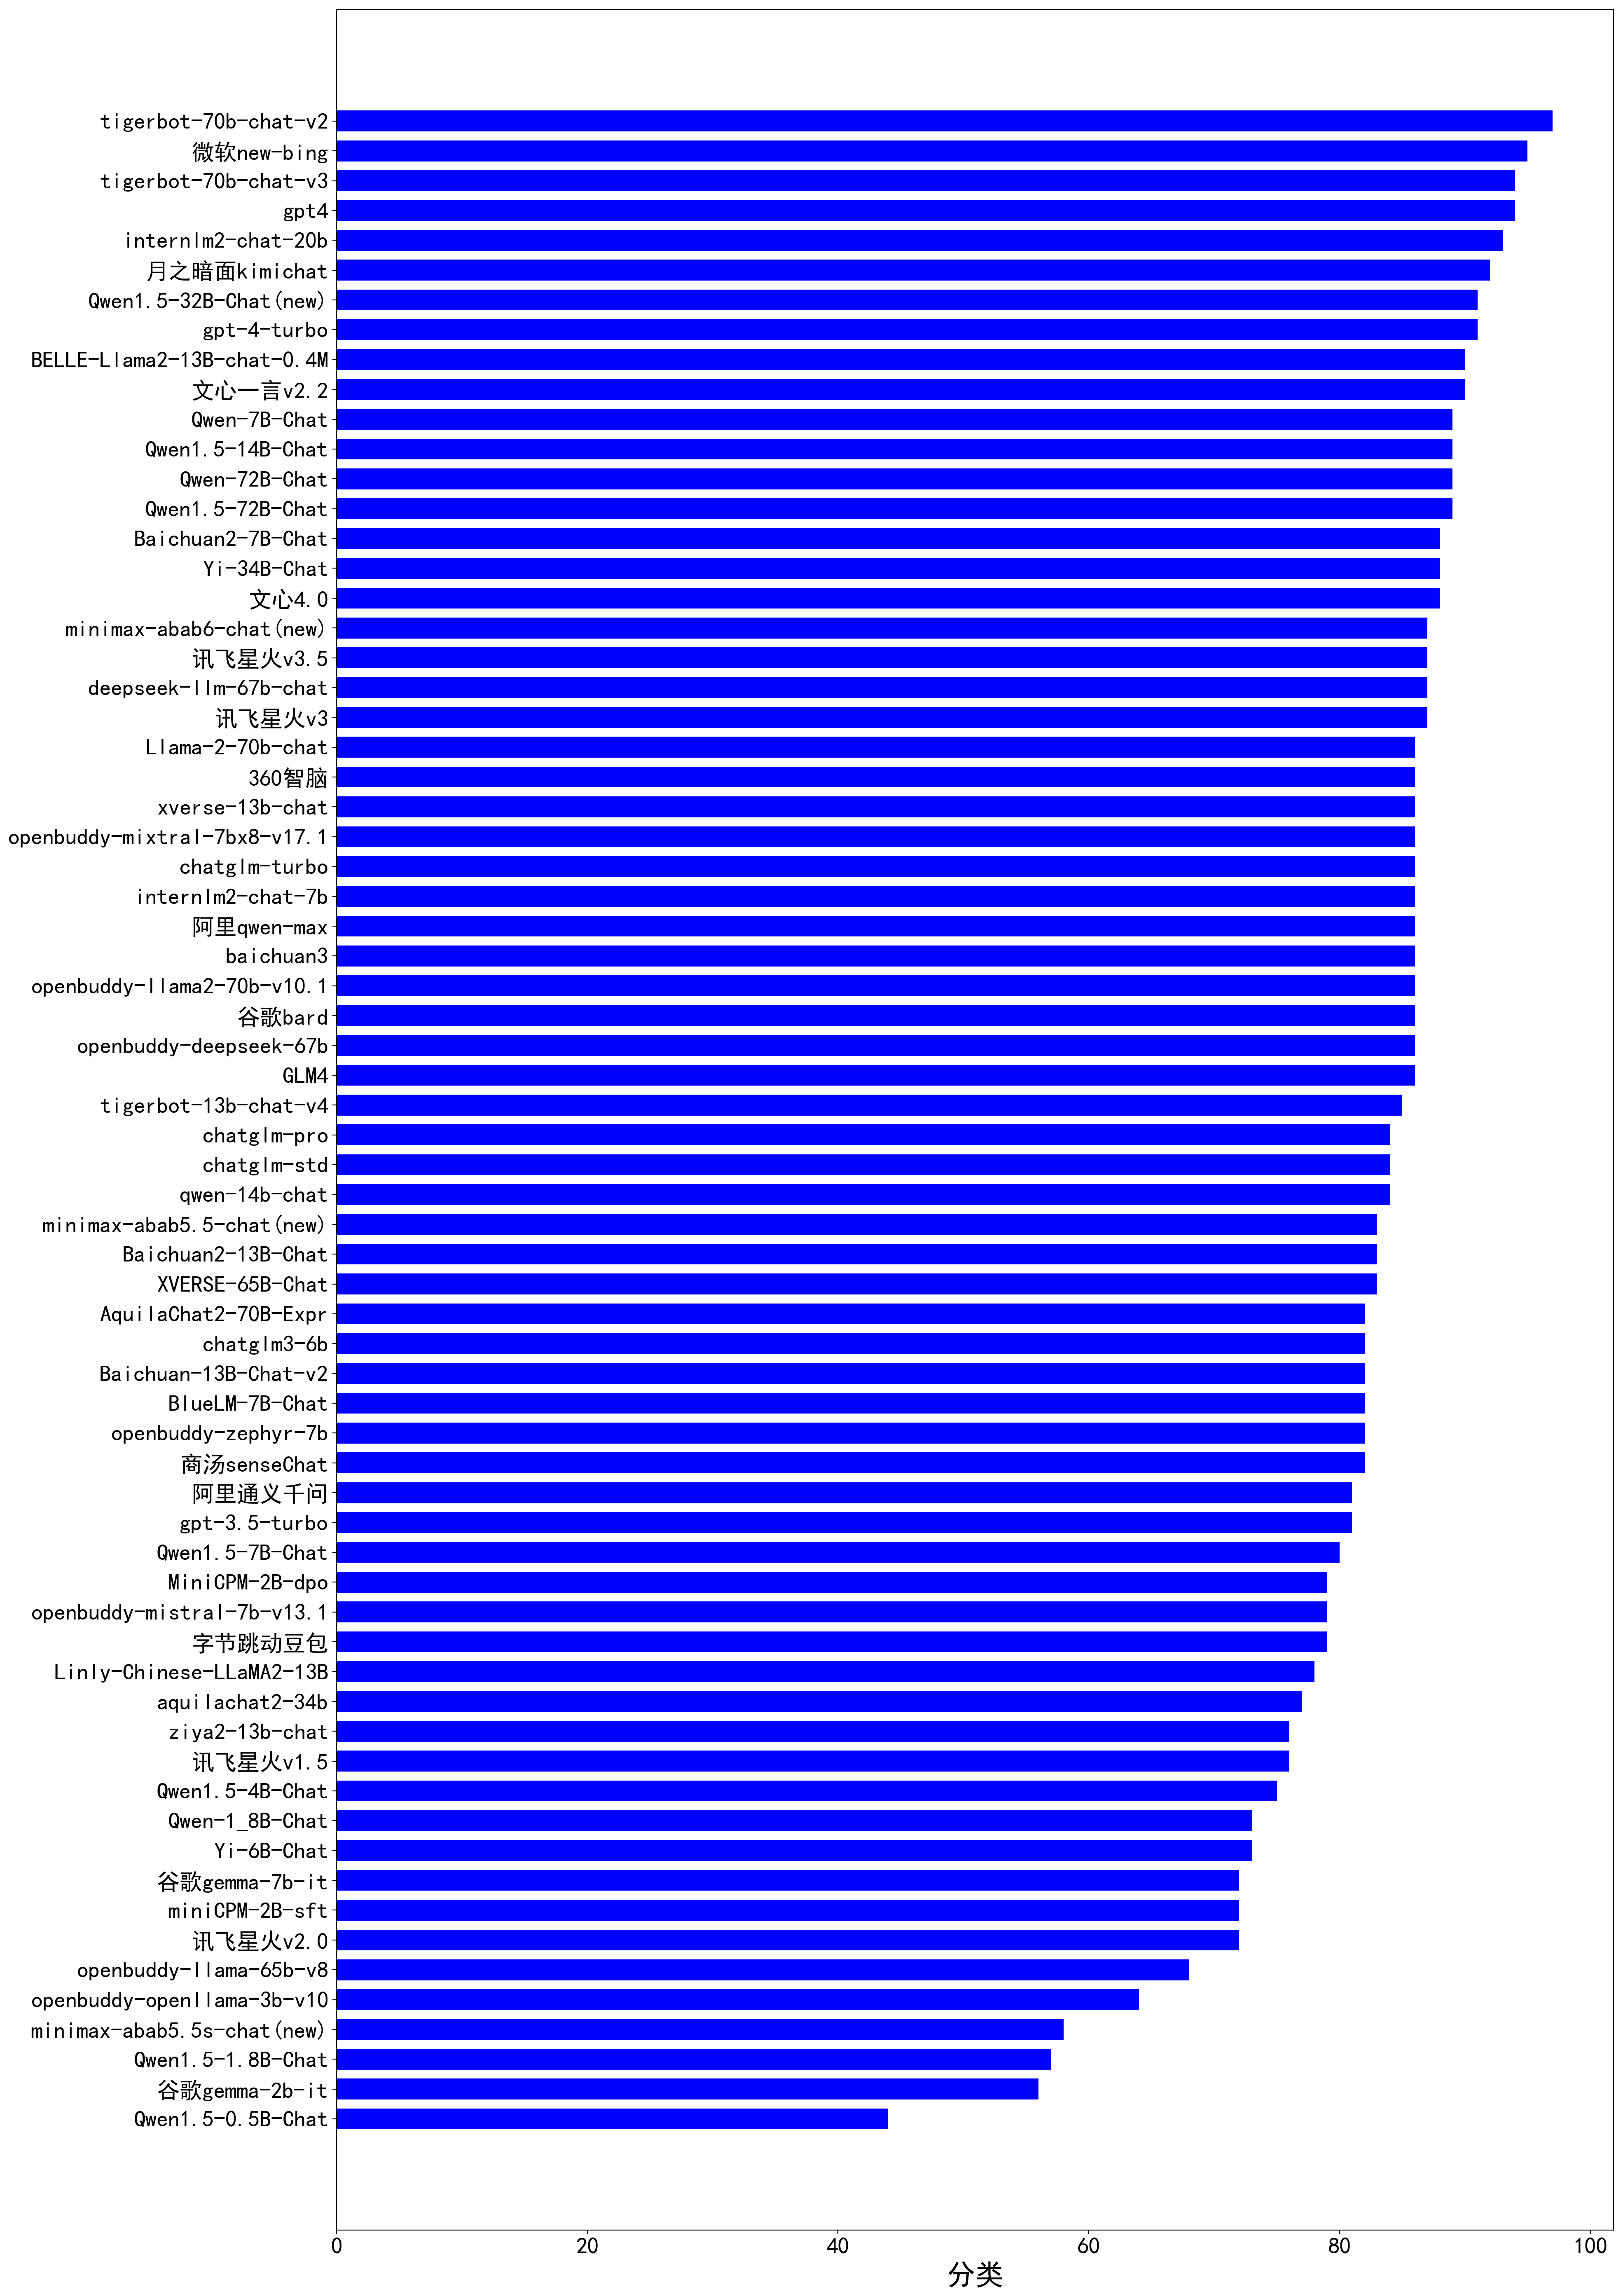 tigerbot-70b-chat-v2
微软new-bing
tigerbot-70b-chat-v3
gpt4
internlm2-chat-20b
月之暗面kimichat
Qwen1.5-32B-Chat(new)
gpt-4-turbo
BELLE-Llama2-13B-chat-0.4M
文心一言v2.2
Qwen-7B-Chat
Qwen1.5-14B-Chat
Qwen-72B-Chat
Qwen1.5-72B-Chat
Baichuan2-7B-Chat
Yi-34B-Chat
文心4.0
minimax-abab6-chat(new)
讯飞星火v3.5
deepseek-llm-67b-chat
讯飞星火v3
Llama-2-70b-chat
360智脑
xverse-13b-chat
openbuddy-mixtral-7bx8-v17.1
chatglm-turbo
internlm2-chat-7b
阿里qwen-max
baichuan3
openbuddy-llama2-70b-v10.1
谷歌bard
openbuddy-deepseek-67b
GLM4
tigerbot-13b-chat-v4
chatglm-pro
chatglm-std
qwen-14b-chat
minimax-abab5.5-chat(new)
Baichuan2-13B-Chat
XVERSE-65B-Chat
AquilaChat2-70B-Expr
chatglm3-6b
Baichuan-13B-Chat-v2
BlueLM-7B-Chat
openbuddy-zephyr-7b
商汤senseChat
阿里通义千问
gpt-3.5-turbo
Qwen1.5-7B-Chat
MiniCPM-2B-dpo
openbuddy-mistral-7b-v13.1
字节跳动豆包
Linly-Chinese-LLaMA2-13B
aquilachat2-34b
ziya2-13b-chat
讯飞星火v1.5
Qwen1.5-4B-Chat
Qwen-1_8B-Chat
Yi-6B-Chat
谷歌gemma-7b-it
miniCPM-2B-sft
讯飞星火v2.0
openbuddy-llama-65b-v8
openbuddy-openllama-3b-v10
minimax-abab5.5s-chat(new)
Qwen1.5-1.8B-Chat
谷歌gemma-2b-it
Qwen1.5-0.5B-Chat
0 20 40 60 80 100
分类